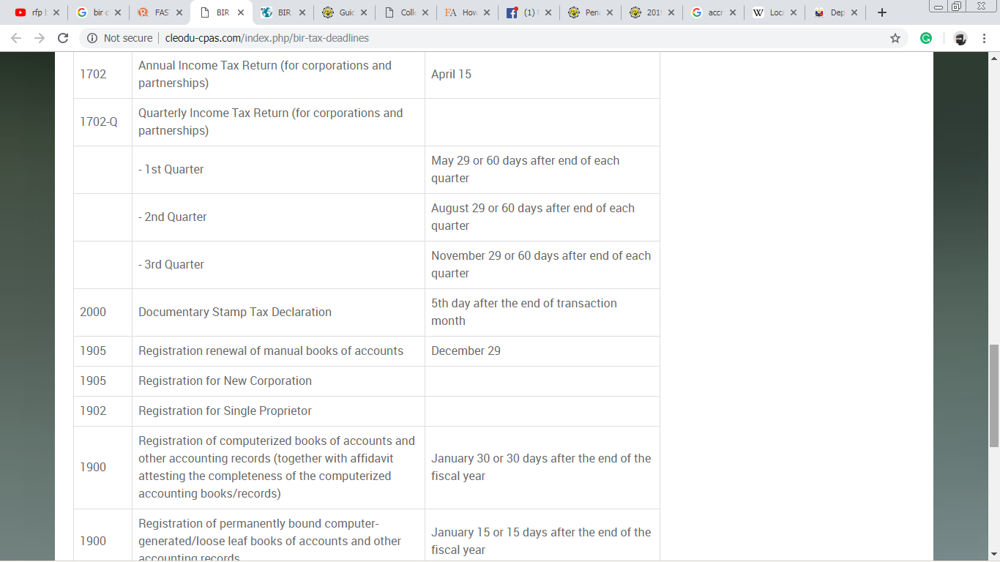 rfp b
bir c
FAS
BIR
BIR
Guid
Colle
How
(1)
Pena
2019
accr
Loca
Dep
Not secure
cleodu-cpas.com/index.php/bir-tax-deadlines
1702
Annual Income Tax Return (for corporations and
partnerships)
April 15
1702-Q
Quarterly Income Tax Return (for corporations and
partnerships)
- 1st Quarter
May 29 or 60 days after end of each
quarter
- 2nd Quarter
August 29 or 60 days after end of each
quarter
- 3rd Quarter
November 29 or 60 days after end of each
quarter
2000
Documentary Stamp Tax Declaration
5th day after the end of transaction
month
1905
Registration renewal of manual books of accounts
December 29
1905
Registration for New Corporation
1902
Registration for Single Proprietor
1900
Registration of computerized books of accounts and
other accounting records (together with affidavit
attesting the completeness of the computerized
accounting books/records)
January 30 or 30 days after the end of the
fiscal year
1900
Registration of permanently bound computer-
generated/loose leaf books of accounts and other
accounting records
January 15 or 15 days after the end of the
fiscal year